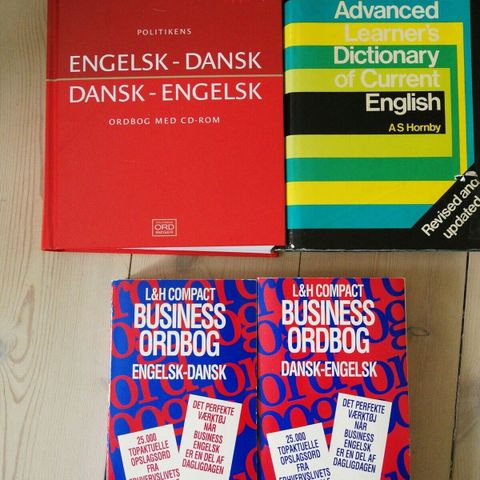 POLITIKENS
ENGELSK - DANSK
DANSK - ENGELSK
ORDBOG MED CD-ROM
ORD
Advanced
Learner's
Dictionary
of Current
English
A S Hornby
Revised and
updated
L&H COMPACT
BUSINESS
ORDBOG
ENGELSK-DANSK
25.000
TOPAKTUELLE
OPSLAGSORD
FRA
ERHVERVSLIVETS
DET PERFEKTE
VÆRKTØJ
NÅR
BUSINESS
ENGELSK
ER EN DEL AF
DAGLIGDAGEN
L&H COMPACT
BUSINESS
ORDBOG
DANSK-ENGELSK
25.000
TOPAKTUELLE
OPSLAGSORD
FRA
ERHVERVSLIVETS
DET PERFEKTE
VÆRKTØJ
NÅR
BUSINESS
ENGELSK
ER EN DEL AF
DAGLIGDAGEN